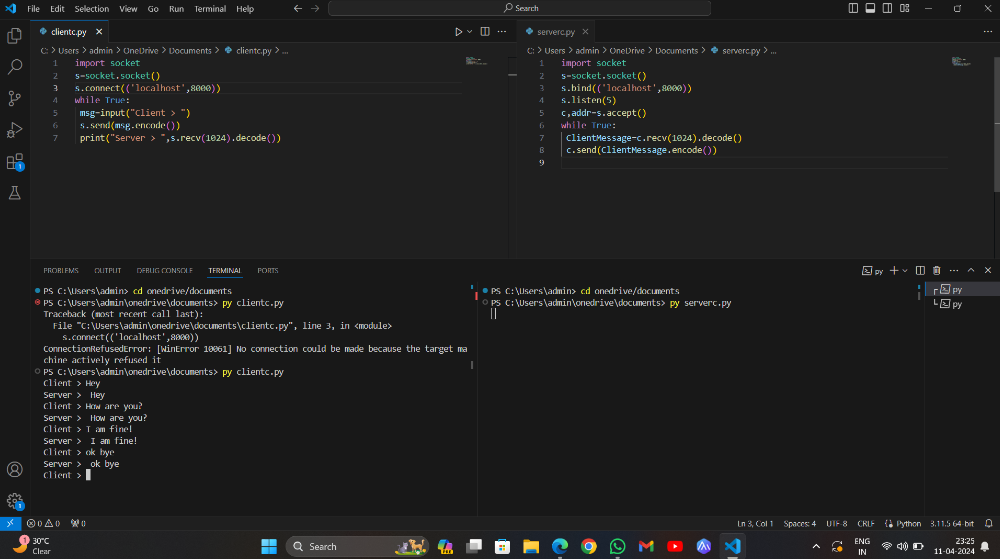 File Edit Selection View Go Run Terminal Help
Search
clientc.py
serverc.py
C: > Users > admin > OneDrive > Documents > clientc.py > ...
1 import socket
2 s=socket.socket()
3 s.connect(('localhost',8000))
4 while True:
5 msg=input("Client > ")
6 s.send(msg.encode())
7 print("Server > ",s.recv(1024).decode())
C: > Users > admin > OneDrive > Documents > serverc.py > ...
1 import socket
2 s=socket.socket()
3 s.bind(('localhost',8000))
4 s.listen(5)
5 c,addr=s.accept()
6 while True:
7 ClientMessage=c.recv(1024).decode()
8 c.send(ClientMessage.encode())
9
PROBLEMS OUTPUT DEBUG CONSOLE TERMINAL PORTS
py
PS C:\Users\admin> cd onedrive/documents
PS C:\Users\admin\onedrive\documents> py clientc.py
Traceback (most recent call last):
File "C:\Users\admin\onedrive\documents\clientc.py", line 3, in <module>
s.connect(('localhost',8000))
ConnectionRefusedError: [WinError 10061] No connection could be made because the target ma
chine actively refused it
PS C:\Users\admin\onedrive\documents> py clientc.py
Client > Hey
Server > Hey
Client > How are you?
Server > How are you?
Client > I am fine!
Server > I am fine!
Client > ok bye
Server > ok bye
Client >
PS C:\Users\admin> cd onedrive/documents
PS C:\Users\admin\onedrive\documents> py serverc.py
py
py
1
1
0 0 0
Ln 3, Col 1 Spaces: 4 UTF-8 CRLF Python 3.11.5 64-bit
1
30°C
Clear
Search
ENG
IN
23:25
11-04-2024